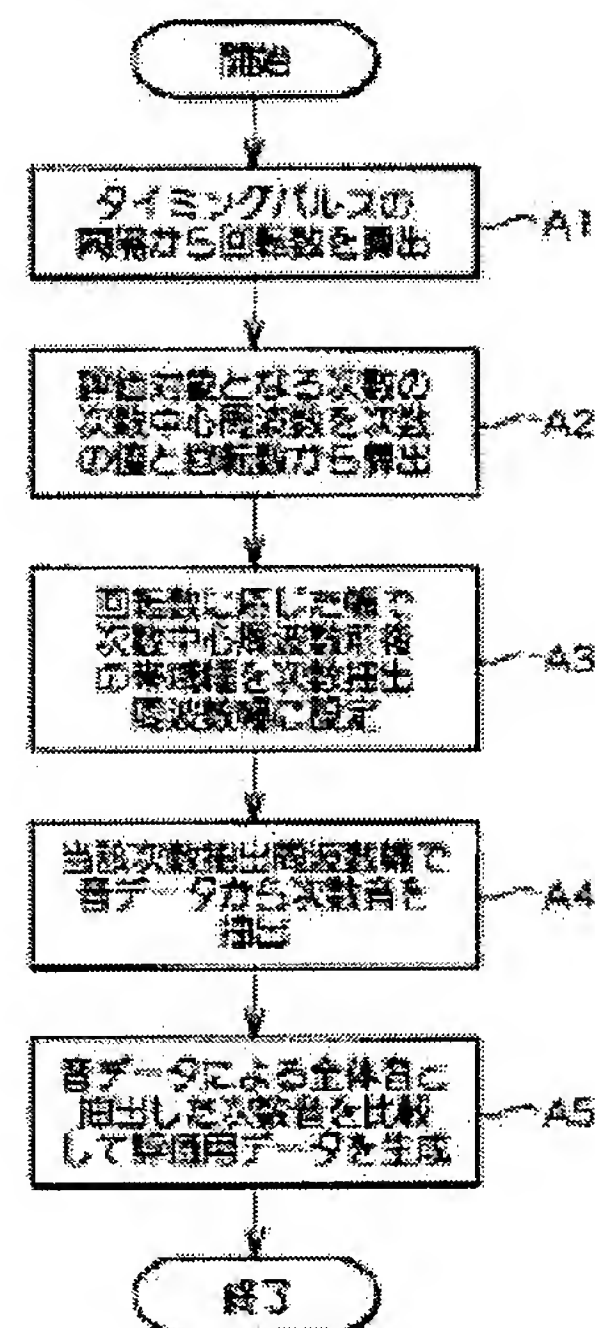 開始
タイミングパルスの
間隔から回転数を算出
A1
評価対象となる次数の
次数中心周波数を次数
の値と回転数から算出
A2
回転数に応じた幅で
次数中心周波数前後
の帯域幅を次数抽出
周波数幅に設定
A3
当該次数抽出周波数幅で
音データから次数音を
抽出
A4
音データによる全体音と
抽出した次数音を比較
して評価用データを生成
A5
終了